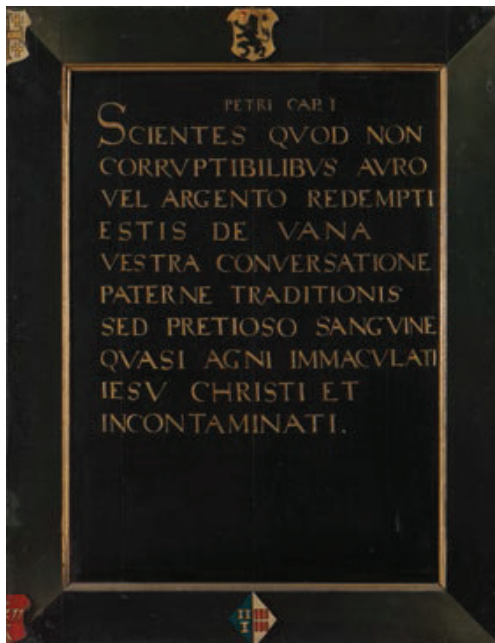 PETRI CAP. I
SCIENTES QVOD NON
CORRVPTIBILIBVS AVRO
VEL ARGENTO REDEMPTI
ESTIS DE VANA
VESTRA CONVERSATIONE
PATERNE TRADITIONIS
SED PRETIOSO SANGVINE
QVASI AGNI IMMACVLATI
IESV CHRISTI ET
INCONTAMINATI.